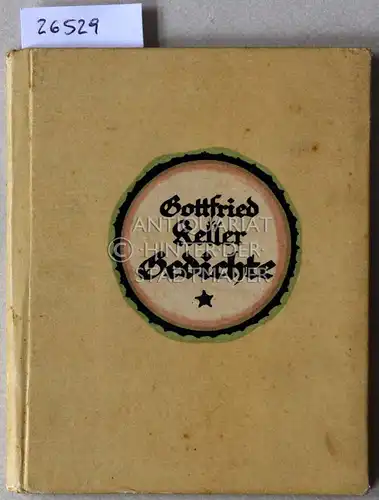 26529
Gottfried
Keller
Gedichte
ANTIQUARIAT
HINTER DER
STADTMAUER